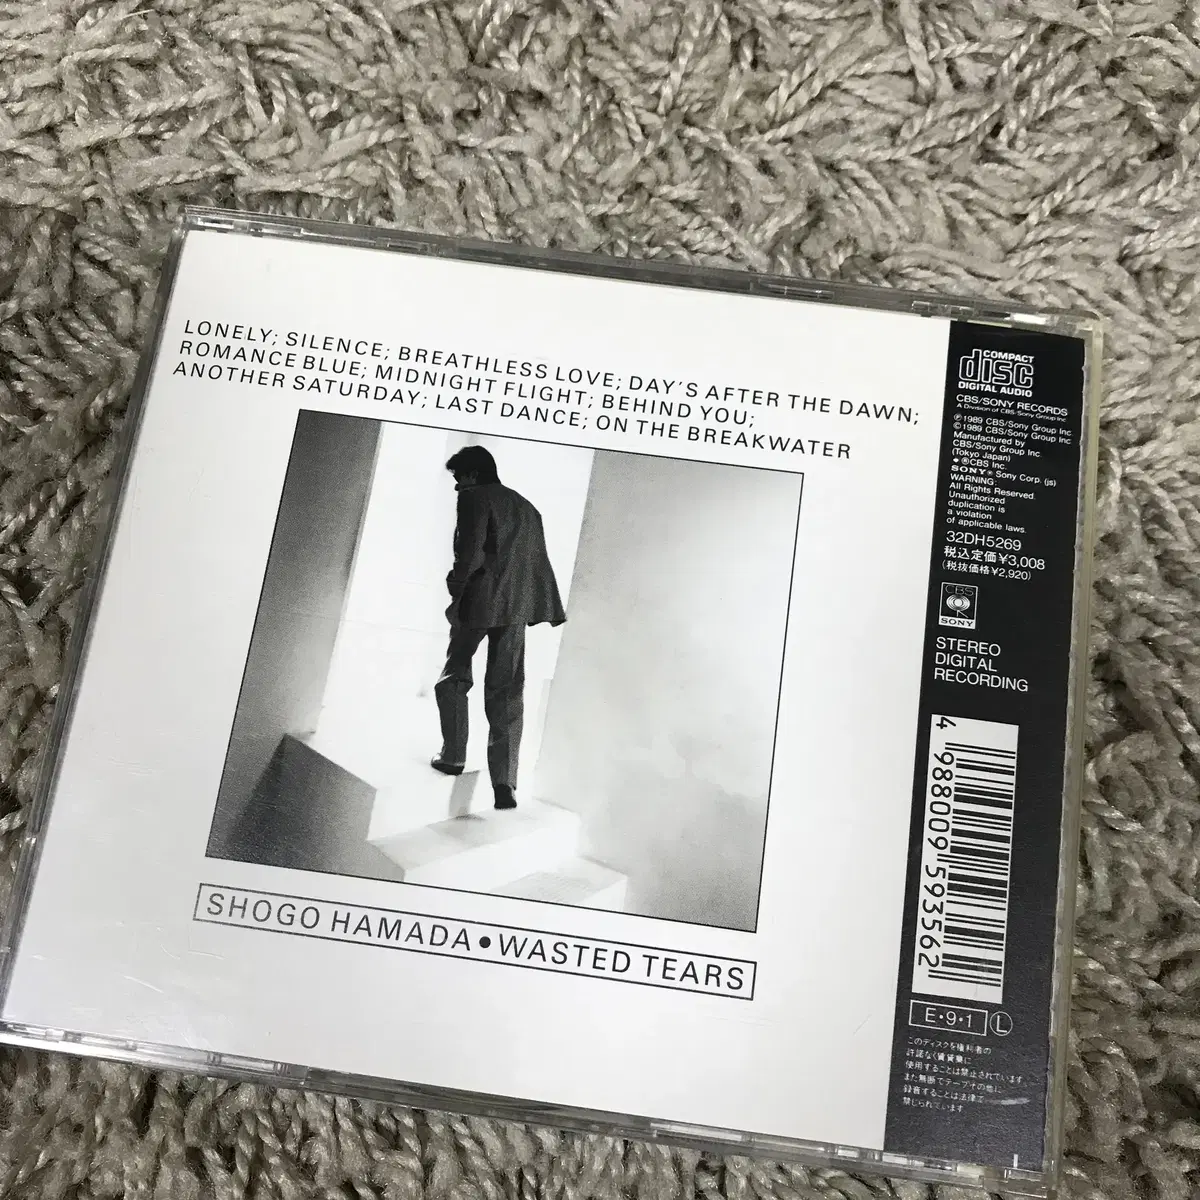 LONELY; SILENCE; BREATHLESS LOVE; DAY'S AFTER THE DAWN;
ROMANCE BLUE; MIDNIGHT FLIGHT; BEHIND YOU;
ANOTHER SATURDAY; LAST DANCE; ON THE BREAKWATER
SHOGO HAMADA•WASTED TEARS
COMPACT
disc
DIGITAL AUDIO
CBS/SONY RECORDS
A Division of CBS/Sony Group Inc.
Ⓟ1989 CBS/Sony Group Inc.
©1989 CBS/Sony Group Inc.
Manufactured by
CBS/Sony Group Inc.
(Tokyo Japan)
●®CBS Inc.
SONY® Sony Corp. (js)
WARNING:
All Rights Reserved.
Unauthorized
duplication is
a violation
of applicable laws.
32DH5269
税込定価¥3,008
(税抜価格¥2,920)
CBS
SONY
STEREO
DIGITAL
RECORDING
4 988009 593562
E・9・1 Ⓛ
このディスクを権利者の
許諾なく賃貸業に
使用することは禁止されています。
また無断でテープその他に
録音することは法律で
禁じられています。